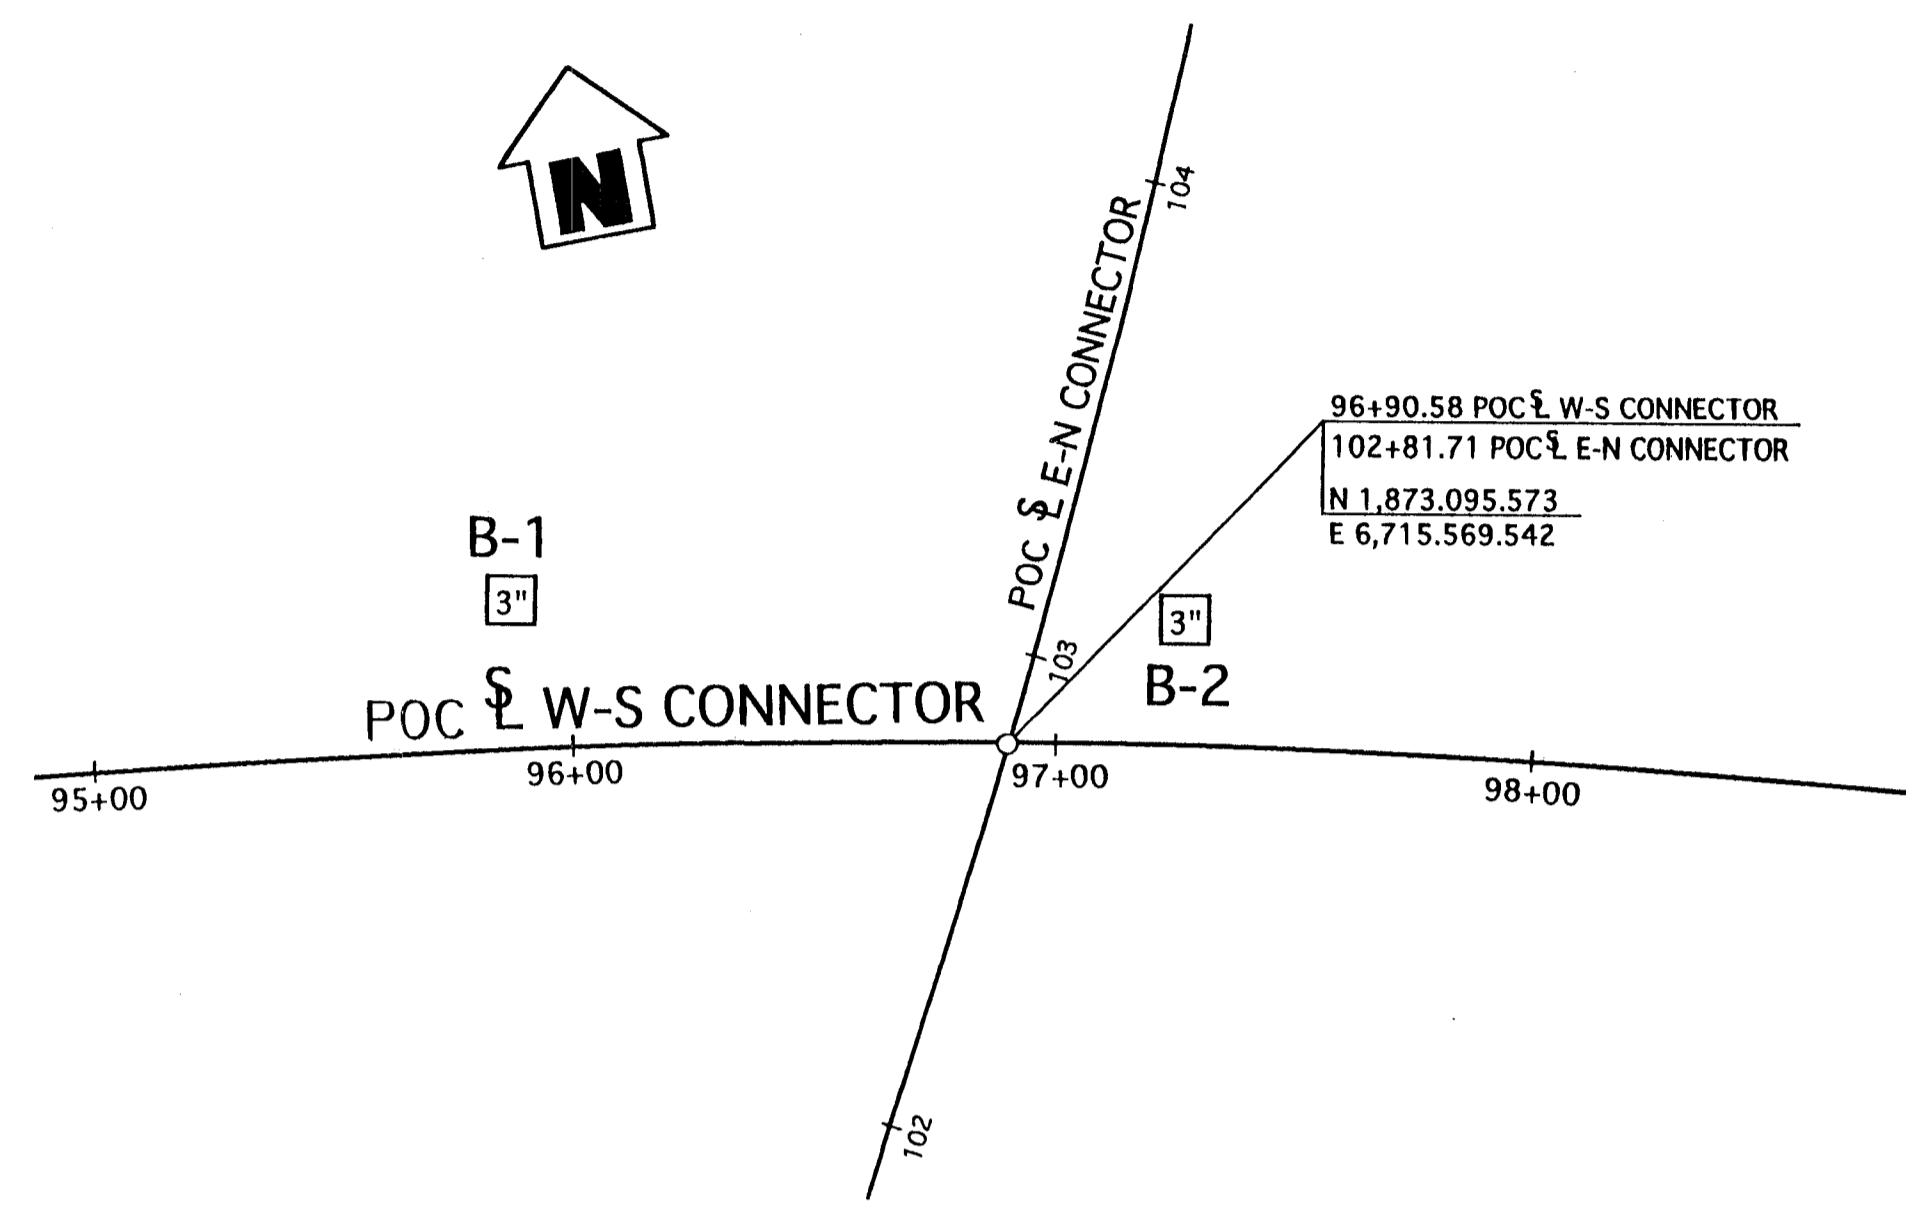 N
104
POC ⅊ E-N CONNECTOR
96+90.58 POC ⅊ W-S CONNECTOR
102+81.71 POC ⅊ E-N CONNECTOR
N 1,873.095.573
E 6,715.569.542
B-1
3"
3"
B-2
103
POC ⅊ W-S CONNECTOR
95+00
96+00
97+00
98+00
102